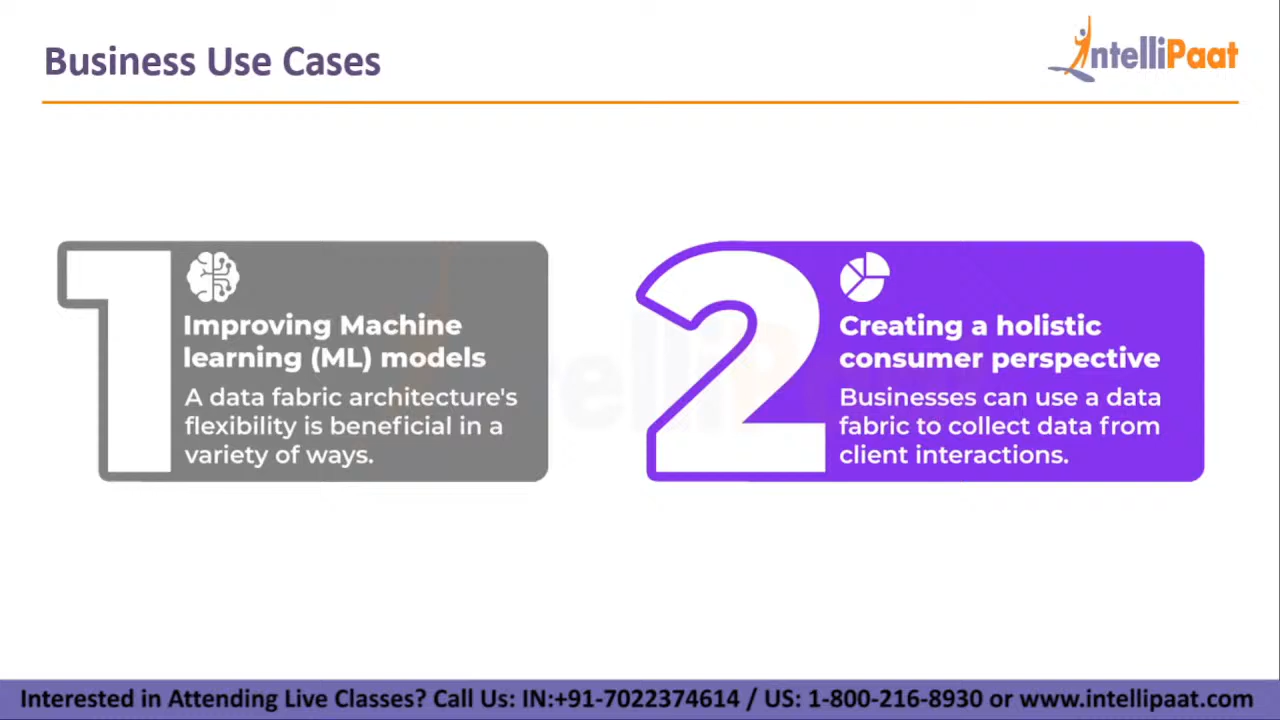 Business Use Cases
IntelliPaat
1
Improving Machine
learning (ML) models
A data fabric architecture's
flexibility is beneficial in a
variety of ways.
2
Creating a holistic
consumer perspective
Businesses can use a data
fabric to collect data from
client interactions.
Interested in Attending Live Classes? Call Us: IN:+91-7022374614 / US: 1-800-216-8930 or www.intellipaat.com